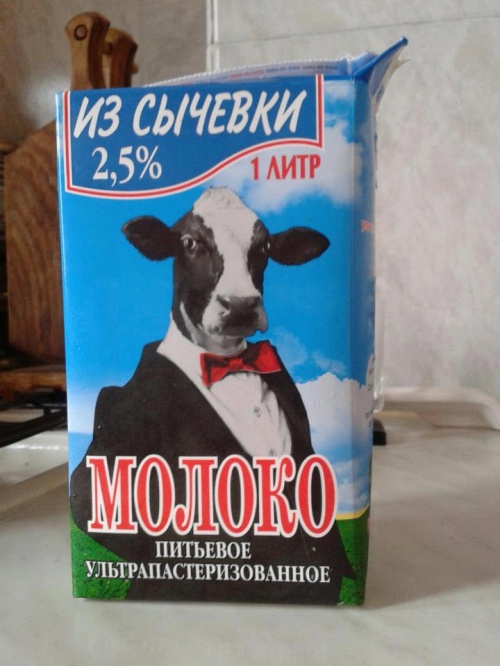 ИЗ СЫЧЕВКИ
2,5%
1 ЛИТР
МОЛОКО
ПИТЬЕВОЕ
УЛЬТРАПАСТЕРИЗОВАННОЕ